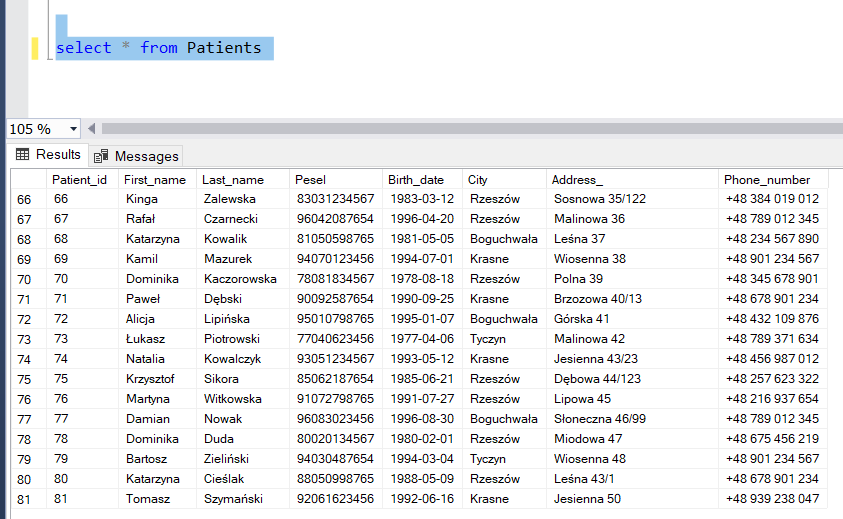 select * from Patients
105 %
Results Messages
Patient_id First_name Last_name Pesel Birth_date City Address_ Phone_number
66 66 Kinga Zalewska 83031234567 1983-03-12 Rzeszów Sosnowa 35/122 +48 384 019 012
67 67 Rafał Czarnecki 96042087654 1996-04-20 Rzeszów Malinowa 36 +48 789 012 345
68 68 Katarzyna Kowalik 81050598765 1981-05-05 Boguchwała Leśna 37 +48 234 567 890
69 69 Kamil Mazurek 94070123456 1994-07-01 Krasne Wiosenna 38 +48 901 234 567
70 70 Dominika Kaczorowska 78081834567 1978-08-18 Rzeszów Polna 39 +48 345 678 901
71 71 Paweł Dębski 90092587654 1990-09-25 Krasne Brzozowa 40/13 +48 678 901 234
72 72 Alicja Lipińska 95010798765 1995-01-07 Boguchwała Górska 41 +48 432 109 876
73 73 Łukasz Piotrowski 77040623456 1977-04-06 Tyczyn Malinowa 42 +48 789 371 634
74 74 Natalia Kowalczyk 93051234567 1993-05-12 Krasne Jesienna 43/23 +48 456 987 012
75 75 Krzysztof Sikora 85062187654 1985-06-21 Rzeszów Dębowa 44/123 +48 257 623 322
76 76 Martyna Witkowska 91072798765 1991-07-27 Rzeszów Lipowa 45 +48 216 937 654
77 77 Damian Nowak 96083023456 1996-08-30 Boguchwała Słoneczna 46/99 +48 789 012 345
78 78 Dominika Duda 80020134567 1980-02-01 Rzeszów Miodowa 47 +48 675 456 219
79 79 Bartosz Zieliński 94030487654 1994-03-04 Tyczyn Wiosenna 48 +48 901 234 567
80 80 Katarzyna Cieślak 88050998765 1988-05-09 Rzeszów Leśna 43/1 +48 678 901 234
81 81 Tomasz Szymański 92061623456 1992-06-16 Krasne Jesienna 50 +48 939 238 047